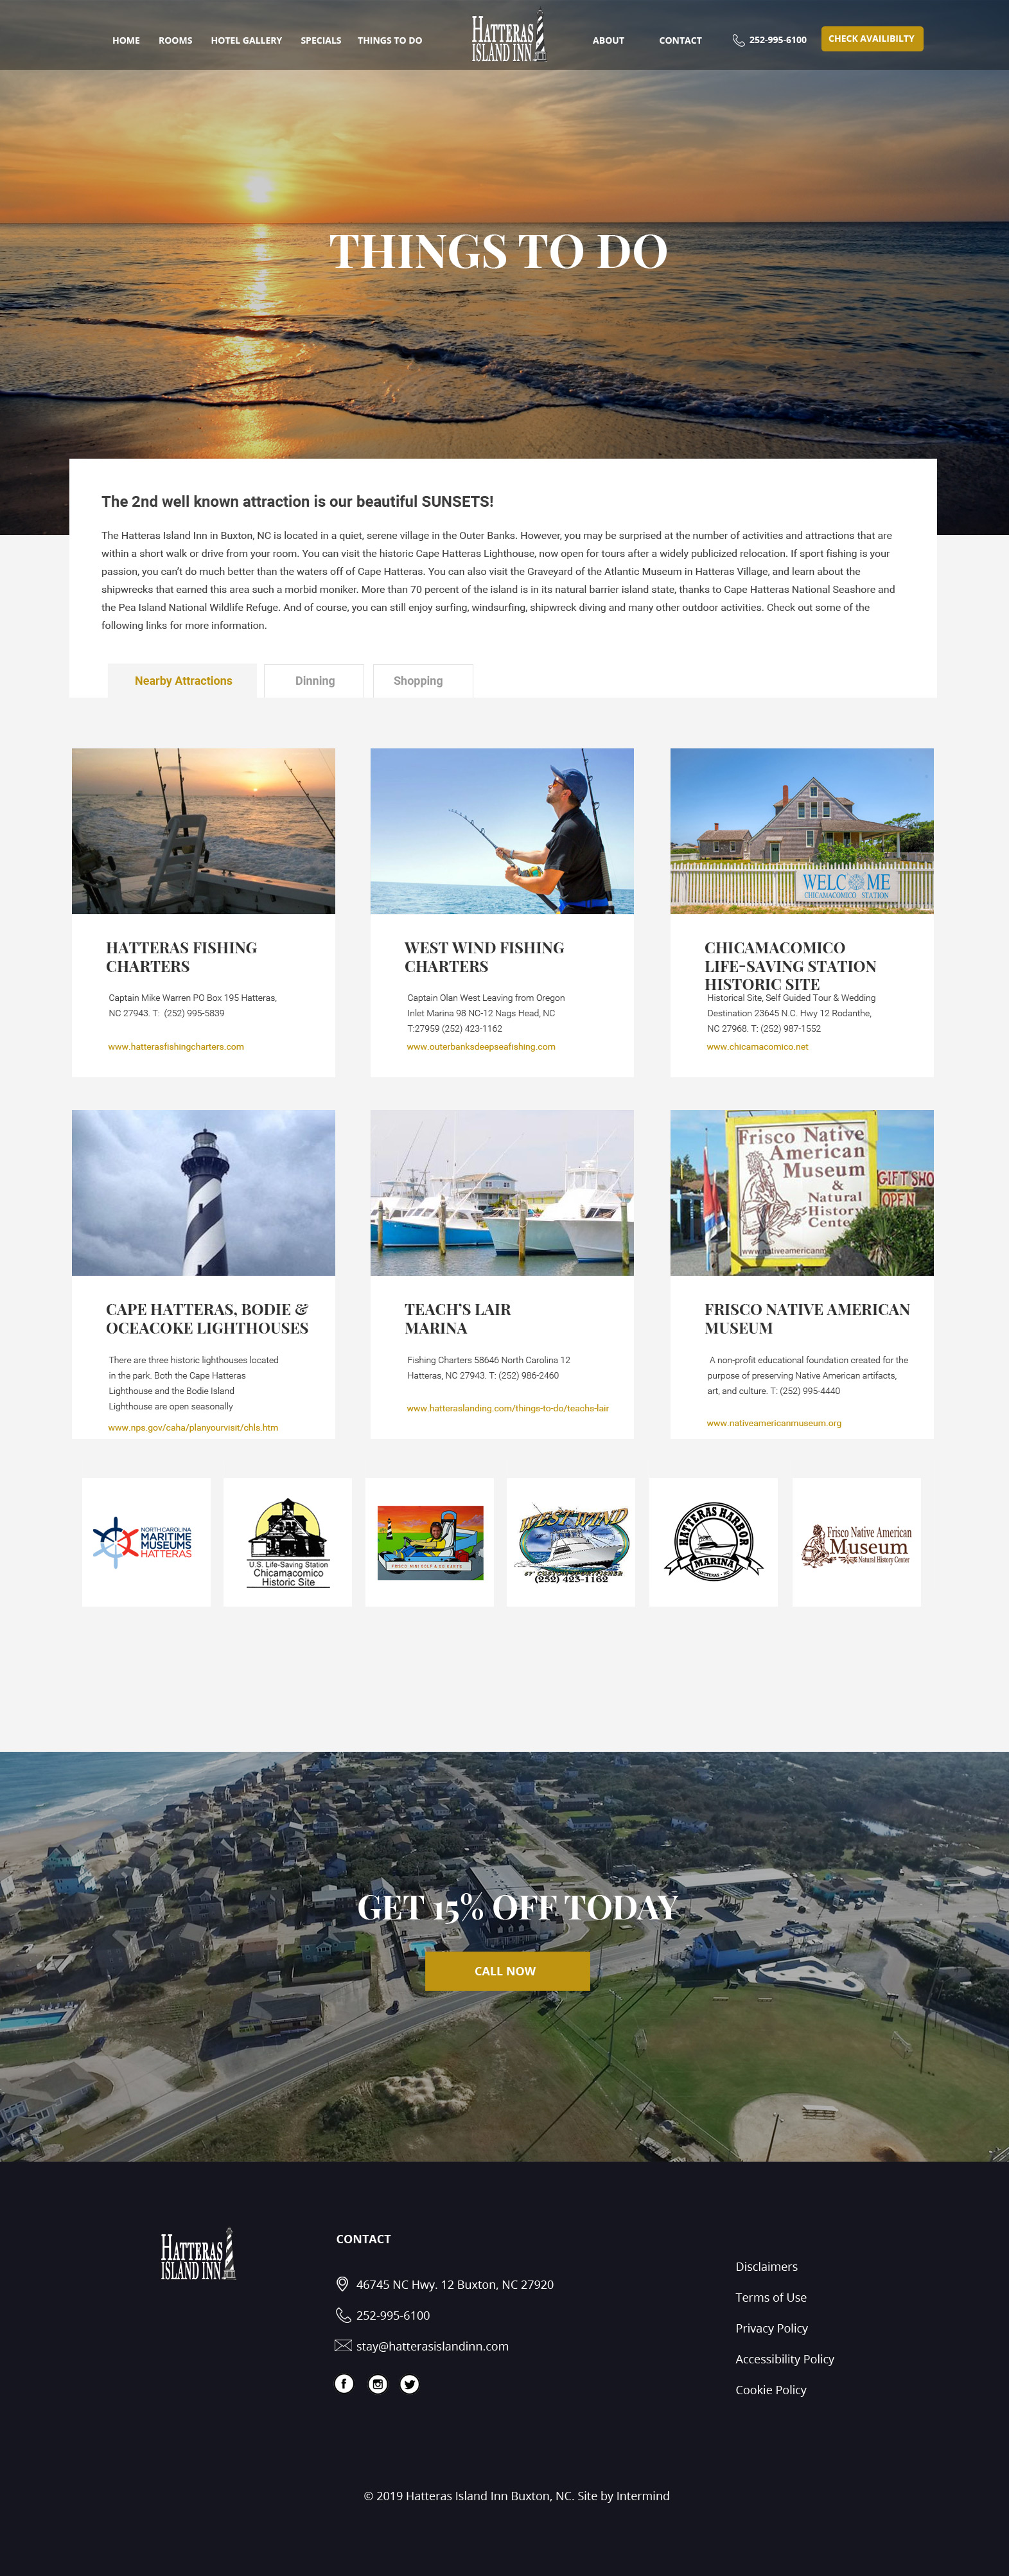 HOME ROOMS HOTEL GALLERY SPECIALS THINGS TO DO
HATTERAS
ISLAND INN
ABOUT CONTACT 252-995-6100 CHECK AVAILIBILTY
THINGS TO DO
The 2nd well known attraction is our beautiful SUNSETS!
The Hatteras Island Inn in Buxton, NC is located in a quiet, serene village in the Outer Banks. However, you may be surprised at the number of activities and attractions that are
within a short walk or drive from your room. You can visit the historic Cape Hatteras Lighthouse, now open for tours after a widely publicized relocation. If sport fishing is your
passion, you can't do much better than the waters off of Cape Hatteras. You can also visit the Graveyard of the Atlantic Museum in Hatteras Village, and learn about the
shipwrecks that earned this area such a morbid moniker. More than 70 percent of the island is in its natural barrier island state, thanks to Cape Hatteras National Seashore and
the Pea Island National Wildlife Refuge. And of course, you can still enjoy surfing, windsurfing, shipwreck diving and many other outdoor activities. Check out some of the
following links for more information.
Nearby Attractions Dinning Shopping
HATTERAS FISHING
CHARTERS
Captain Mike Warren PO Box 195 Hatteras,
NC 27943. T: (252) 995-5839
www.hatterasfishingcharters.com
WEST WIND FISHING
CHARTERS
Captain Olan West Leaving from Oregon
Inlet Marina 98 NC-12 Nags Head, NC
T:27959 (252) 423-1162
www.outerbanksdeepseafishing.com
WELCOME
CHICAMACOMICO STATION
CHICAMACOMICO
LIFE-SAVING STATION
HISTORIC SITE
Historical Site, Self Guided Tour & Wedding
Destination 23645 N.C. Hwy 12 Rodanthe,
NC 27968. T: (252) 987-1552
www.chicamacomico.net
CAPE HATTERAS, BODIE &
OCEACOKE LIGHTHOUSES
There are three historic lighthouses located
in the park. Both the Cape Hatteras
Lighthouse and the Bodie Island
Lighthouse are open seasonally
www.nps.gov/caha/planyourvisit/chls.htm
TEACH'S LAIR
MARINA
Fishing Charters 58646 North Carolina 12
Hatteras, NC 27943. T: (252) 986-2460
www.hatteraslanding.com/things-to-do/teachs-lair
Frisco Native
American
Museum
&
Natural
History
Center
www.nativeamericanm
GIFT SHO
OPEN
FRISCO NATIVE AMERICAN
MUSEUM
A non-profit educational foundation created for the
purpose of preserving Native American artifacts,
art, and culture. T: (252) 995-4440
www.nativeamericanmuseum.org
NORTH CAROLINA
MARITIME
MUSEUMS
HATTERAS
U.S. Life-Saving Station
Chicamacomico
Historic Site
FRISCO MINI GOLF & GO KARTS
WEST WIND
(252) 423-1162
HATTERAS HARBOR
MARINA
HATTERAS · NC
Frisco Native American
Museum
Natural History Center
GET 15% OFF TODAY
CALL NOW
HATTERAS
ISLAND INN
CONTACT
46745 NC Hwy. 12 Buxton, NC 27920
252-995-6100
stay@hatterasislandinn.com
Disclaimers
Terms of Use
Privacy Policy
Accessibility Policy
Cookie Policy
© 2019 Hatteras Island Inn Buxton, NC. Site by Intermind